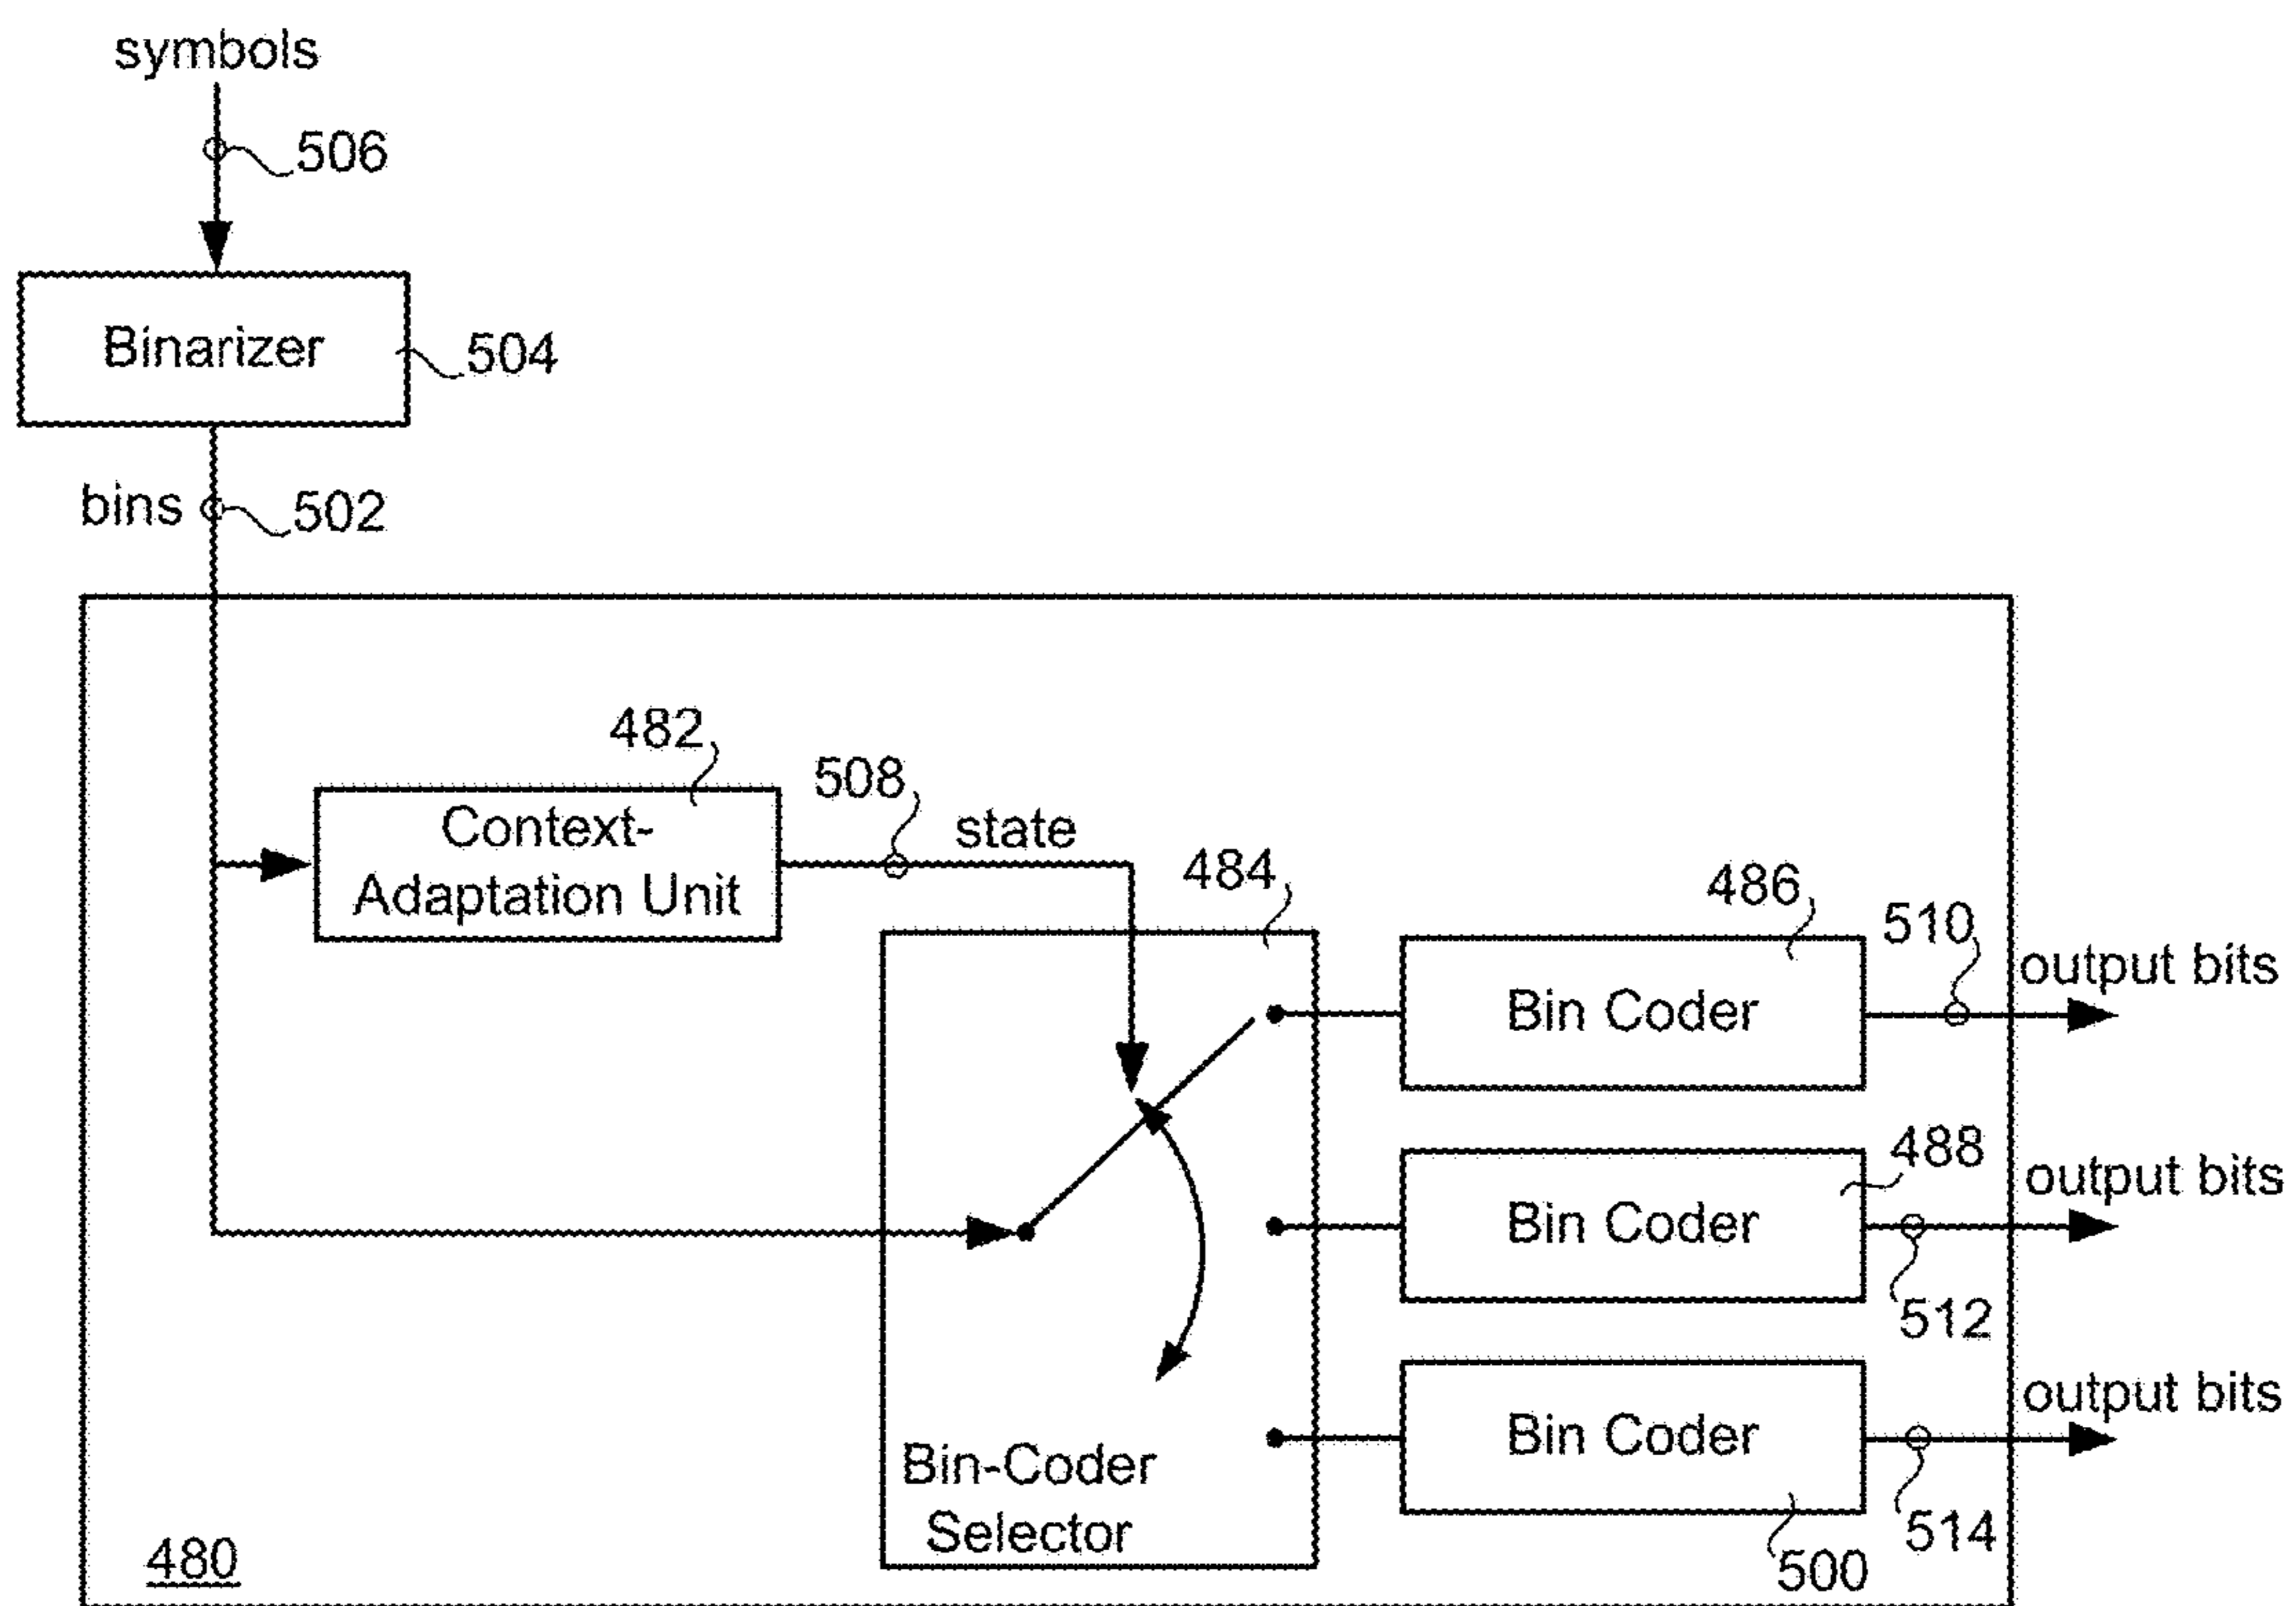 symbols
506
Binarizer
504
bins
502
482
508
state
Context-
Adaptation Unit
484
486
510
output bits
Bin Coder
488
output bits
Bin Coder
512
output bits
Bin Coder
514
500
Bin-Coder
Selector
480